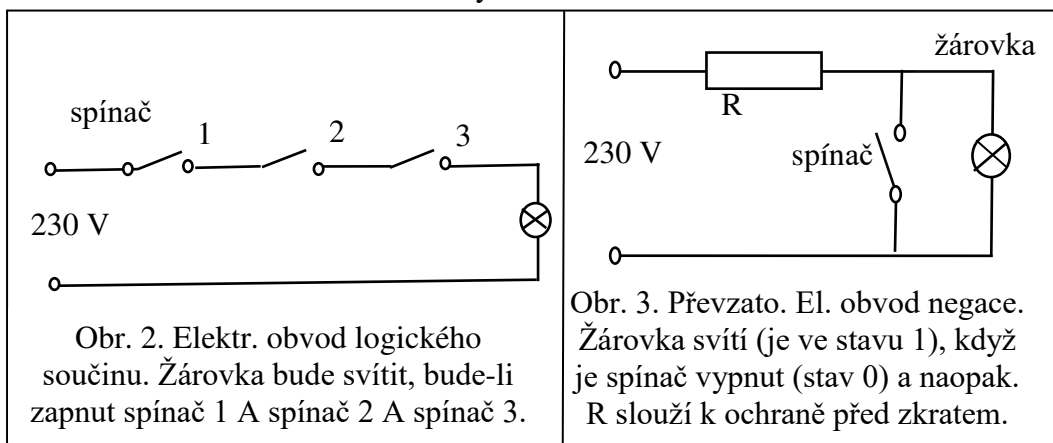 spínač
1
2
3
230 V
Obr. 2. Elektr. obvod logického
součinu. Žárovka bude svítit, bude-li
zapnut spínač 1 A spínač 2 A spínač 3.
žárovka
R
230 V
spínač
Obr. 3. Převzato. El. obvod negace.
Žárovka svítí (je ve stavu 1), když
je spínač vypnut (stav 0) a naopak.
R slouží k ochraně před zkratem.